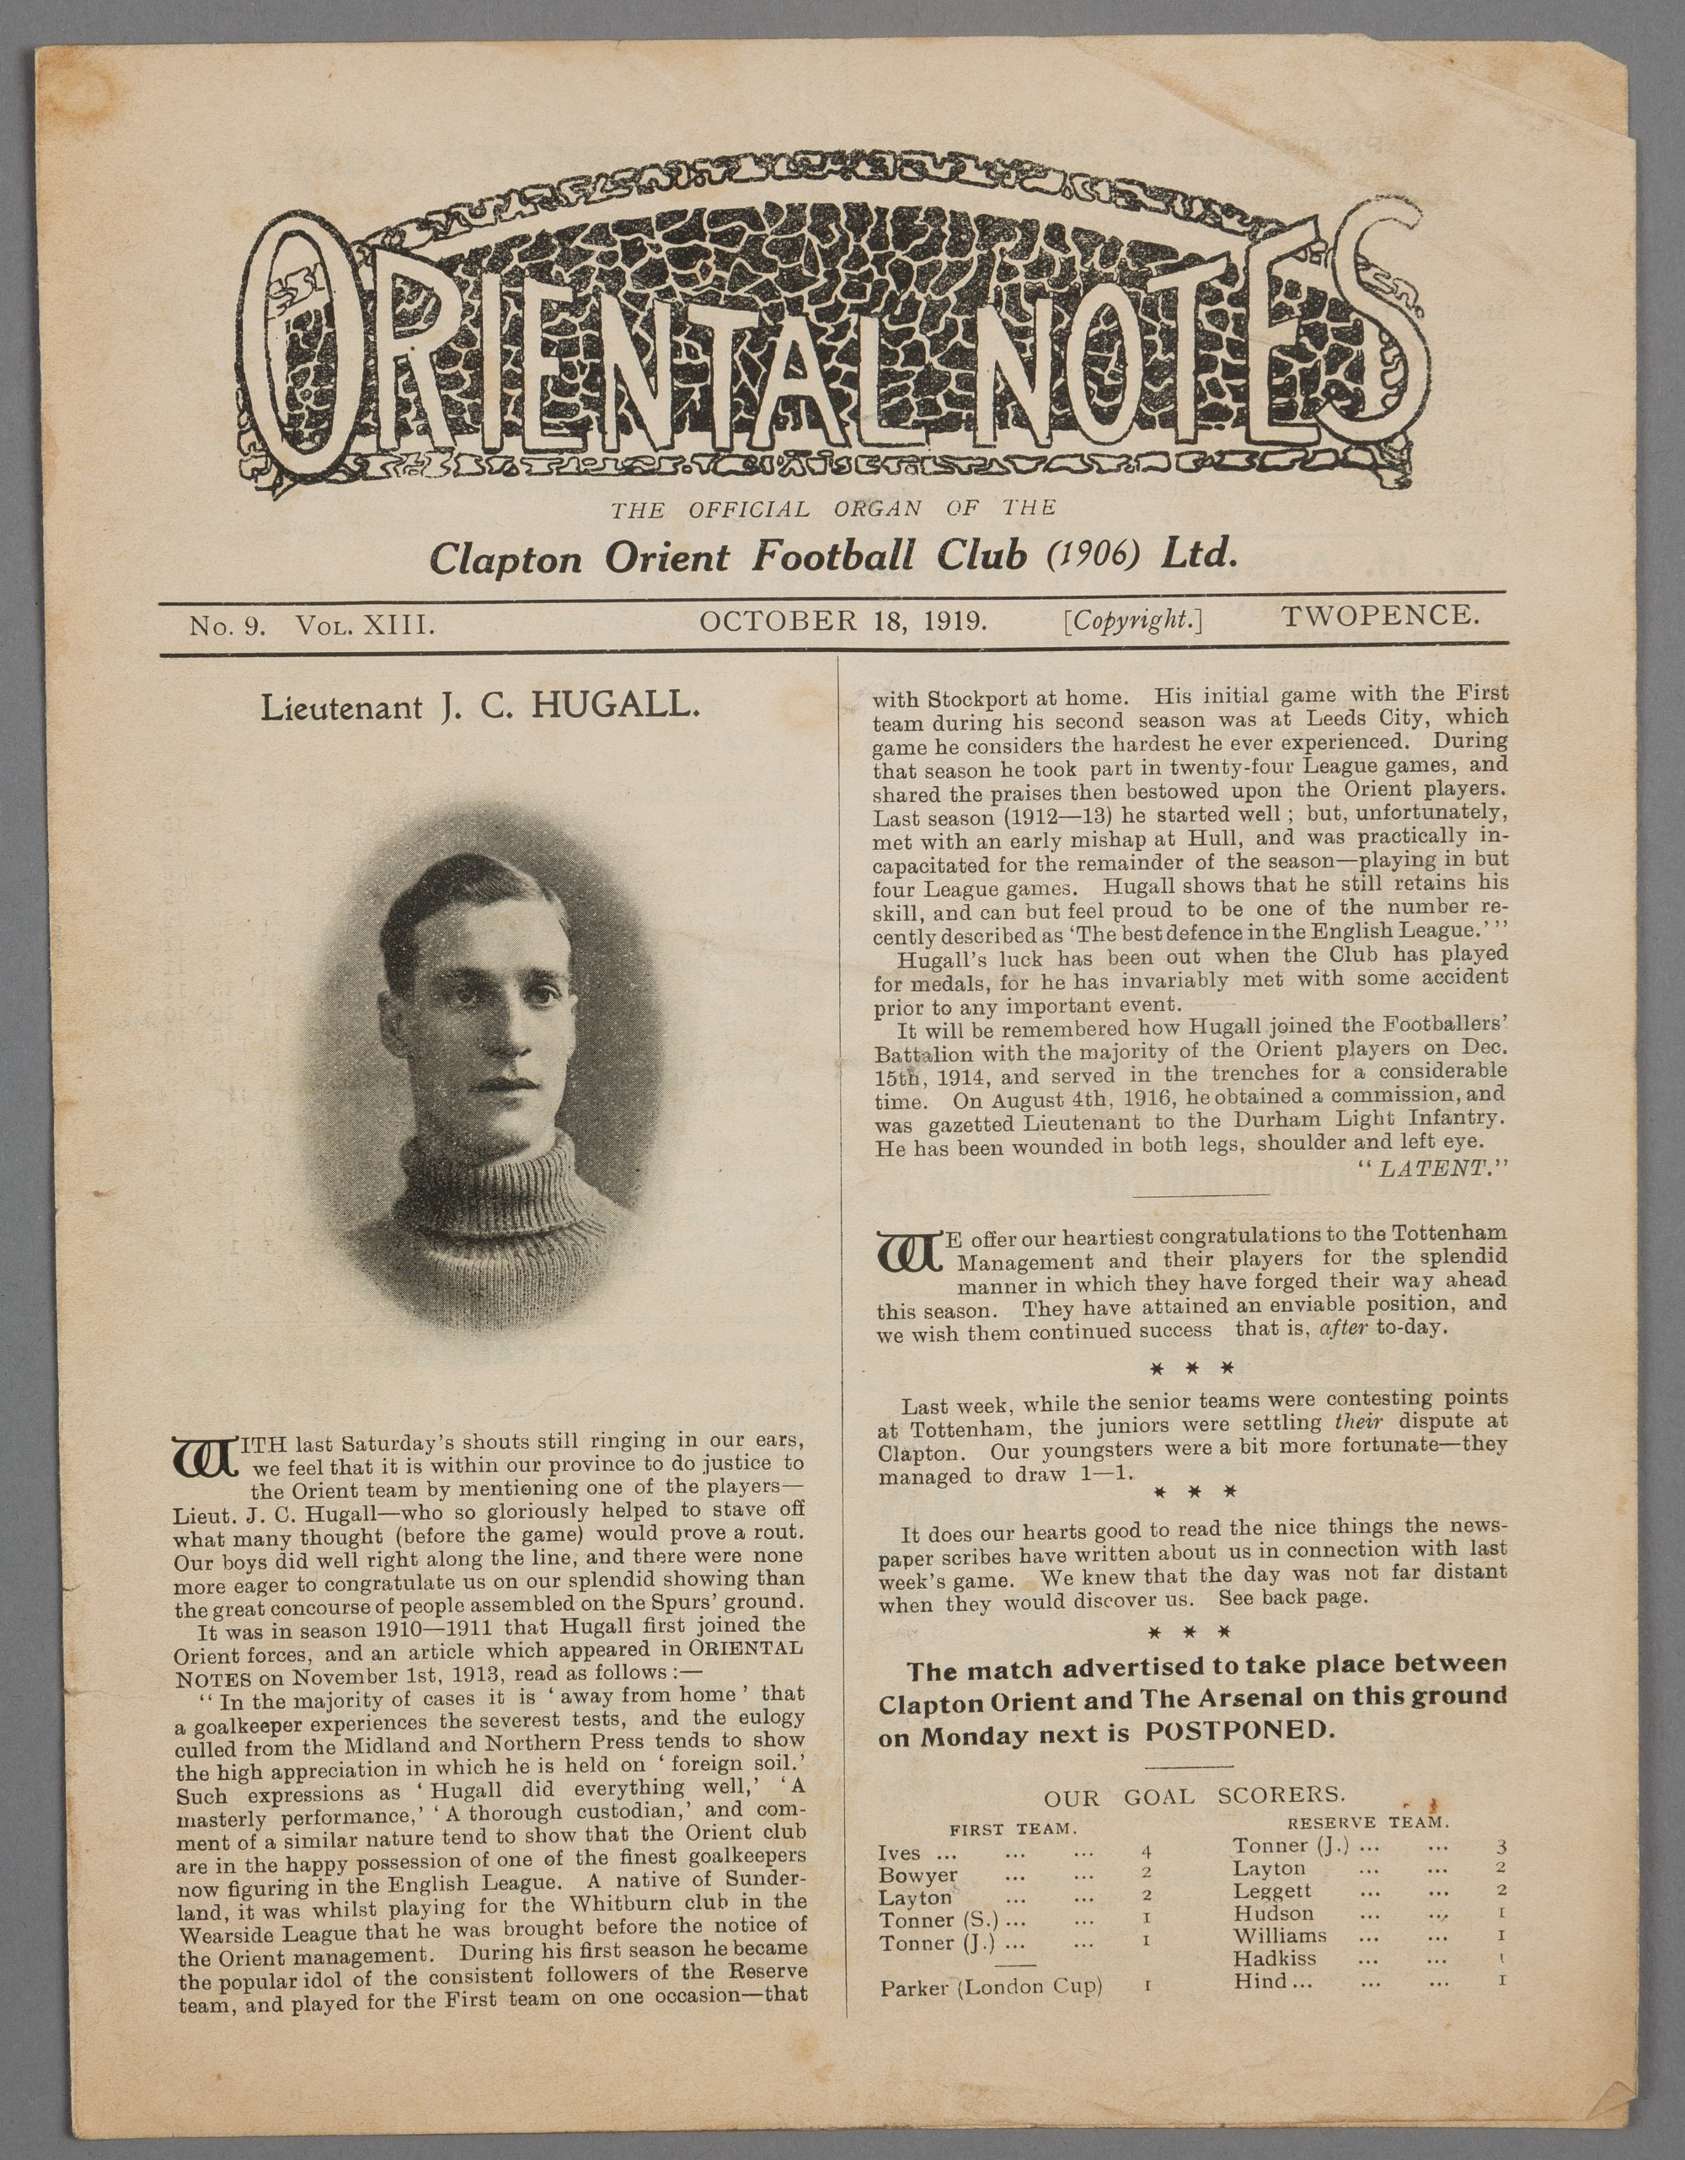 ORIENTAL NOTES
THE OFFICIAL ORGAN OF THE
Clapton Orient Football Club (1906) Ltd.
No. 9. VOL. XIII. OCTOBER 18, 1919. [Copyright.] TWOPENCE.
Lieutenant J. C. HUGALL.
WITH last Saturday's shouts still ringing in our ears,
we feel that it is within our province to do justice to
the Orient team by mentioning one of the players—
Lieut. J. C. Hugall—who so gloriously helped to stave off
what many thought (before the game) would prove a rout.
Our boys did well right along the line, and there were none
more eager to congratulate us on our splendid showing than
the great concourse of people assembled on the Spurs' ground.
It was in season 1910—1911 that Hugall first joined the
Orient forces, and an article which appeared in ORIENTAL
NOTES on November 1st, 1913, read as follows :—
“ In the majority of cases it is ‘ away from home ’ that
a goalkeeper experiences the severest tests, and the eulogy
culled from the Midland and Northern Press tends to show
the high appreciation in which he is held on ‘ foreign soil.’
Such expressions as ‘ Hugall did everything well,’ ‘ A
masterly performance,’ ‘ A thorough custodian,’ and com-
ment of a similar nature tend to show that the Orient club
are in the happy possession of one of the finest goalkeepers
now figuring in the English League. A native of Sunder-
land, it was whilst playing for the Whitburn club in the
Wearside League that he was brought before the notice of
the Orient management. During his first season he became
the popular idol of the consistent followers of the Reserve
team, and played for the First team on one occasion—that
with Stockport at home. His initial game with the First
team during his second season was at Leeds City, which
game he considers the hardest he ever experienced. During
that season he took part in twenty-four League games, and
shared the praises then bestowed upon the Orient players.
Last season (1912—13) he started well ; but, unfortunately,
met with an early mishap at Hull, and was practically in-
capacitated for the remainder of the season—playing in but
four League games. Hugall shows that he still retains his
skill, and can but feel proud to be one of the number re-
cently described as ‘The best defence in the English League.’ ”
Hugall's luck has been out when the Club has played
for medals, for he has invariably met with some accident
prior to any important event.
It will be remembered how Hugall joined the Footballers'
Battalion with the majority of the Orient players on Dec.
15th, 1914, and served in the trenches for a considerable
time. On August 4th, 1916, he obtained a commission, and
was gazetted Lieutenant to the Durham Light Infantry.
He has been wounded in both legs, shoulder and left eye.
“ LATENT.”
WE offer our heartiest congratulations to the Tottenham
Management and their players for the splendid
manner in which they have forged their way ahead
this season. They have attained an enviable position, and
we wish them continued success that is, after to-day.
* * *
Last week, while the senior teams were contesting points
at Tottenham, the juniors were settling their dispute at
Clapton. Our youngsters were a bit more fortunate—they
managed to draw 1—1.
* * *
It does our hearts good to read the nice things the news-
paper scribes have written about us in connection with last
week's game. We knew that the day was not far distant
when they would discover us. See back page.
* * *
The match advertised to take place between
Clapton Orient and The Arsenal on this ground
on Monday next is POSTPONED.
OUR GOAL SCORERS.
FIRST TEAM.
Ives ... ... ... 4
Bowyer ... ... 2
Layton ... ... 2
Tonner (S.) ... ... 1
Tonner (J.) ... ... 1
Parker (London Cup) 1
RESERVE TEAM.
Tonner (J.) ... ... 3
Layton ... ... 2
Leggett ... ... 2
Hudson ... ... 1
Williams ... ... 1
Hadkiss ... ... 1
Hind ... ... ... 1